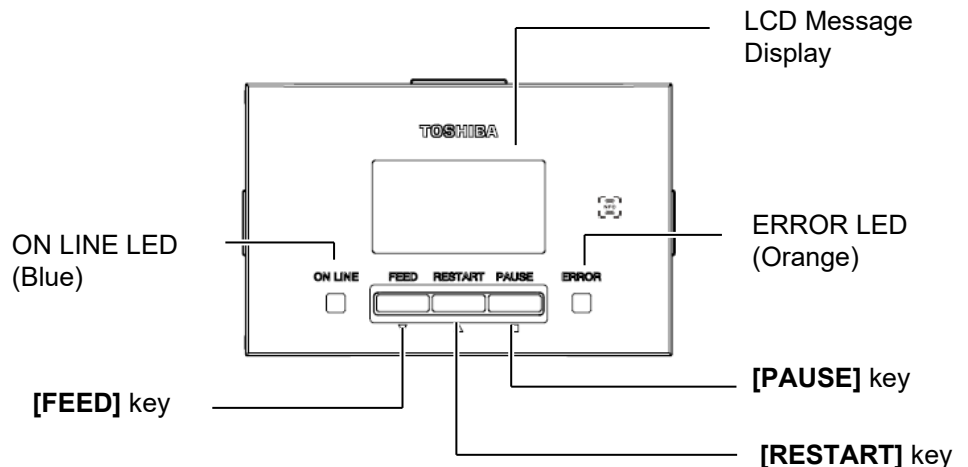 LCD Message
Display
TOSHIBA
NFC
ON LINE LED
(Blue)
ERROR LED
(Orange)
ON LINE FEED RESTART PAUSE ERROR
[FEED] key
[PAUSE] key
[RESTART] key